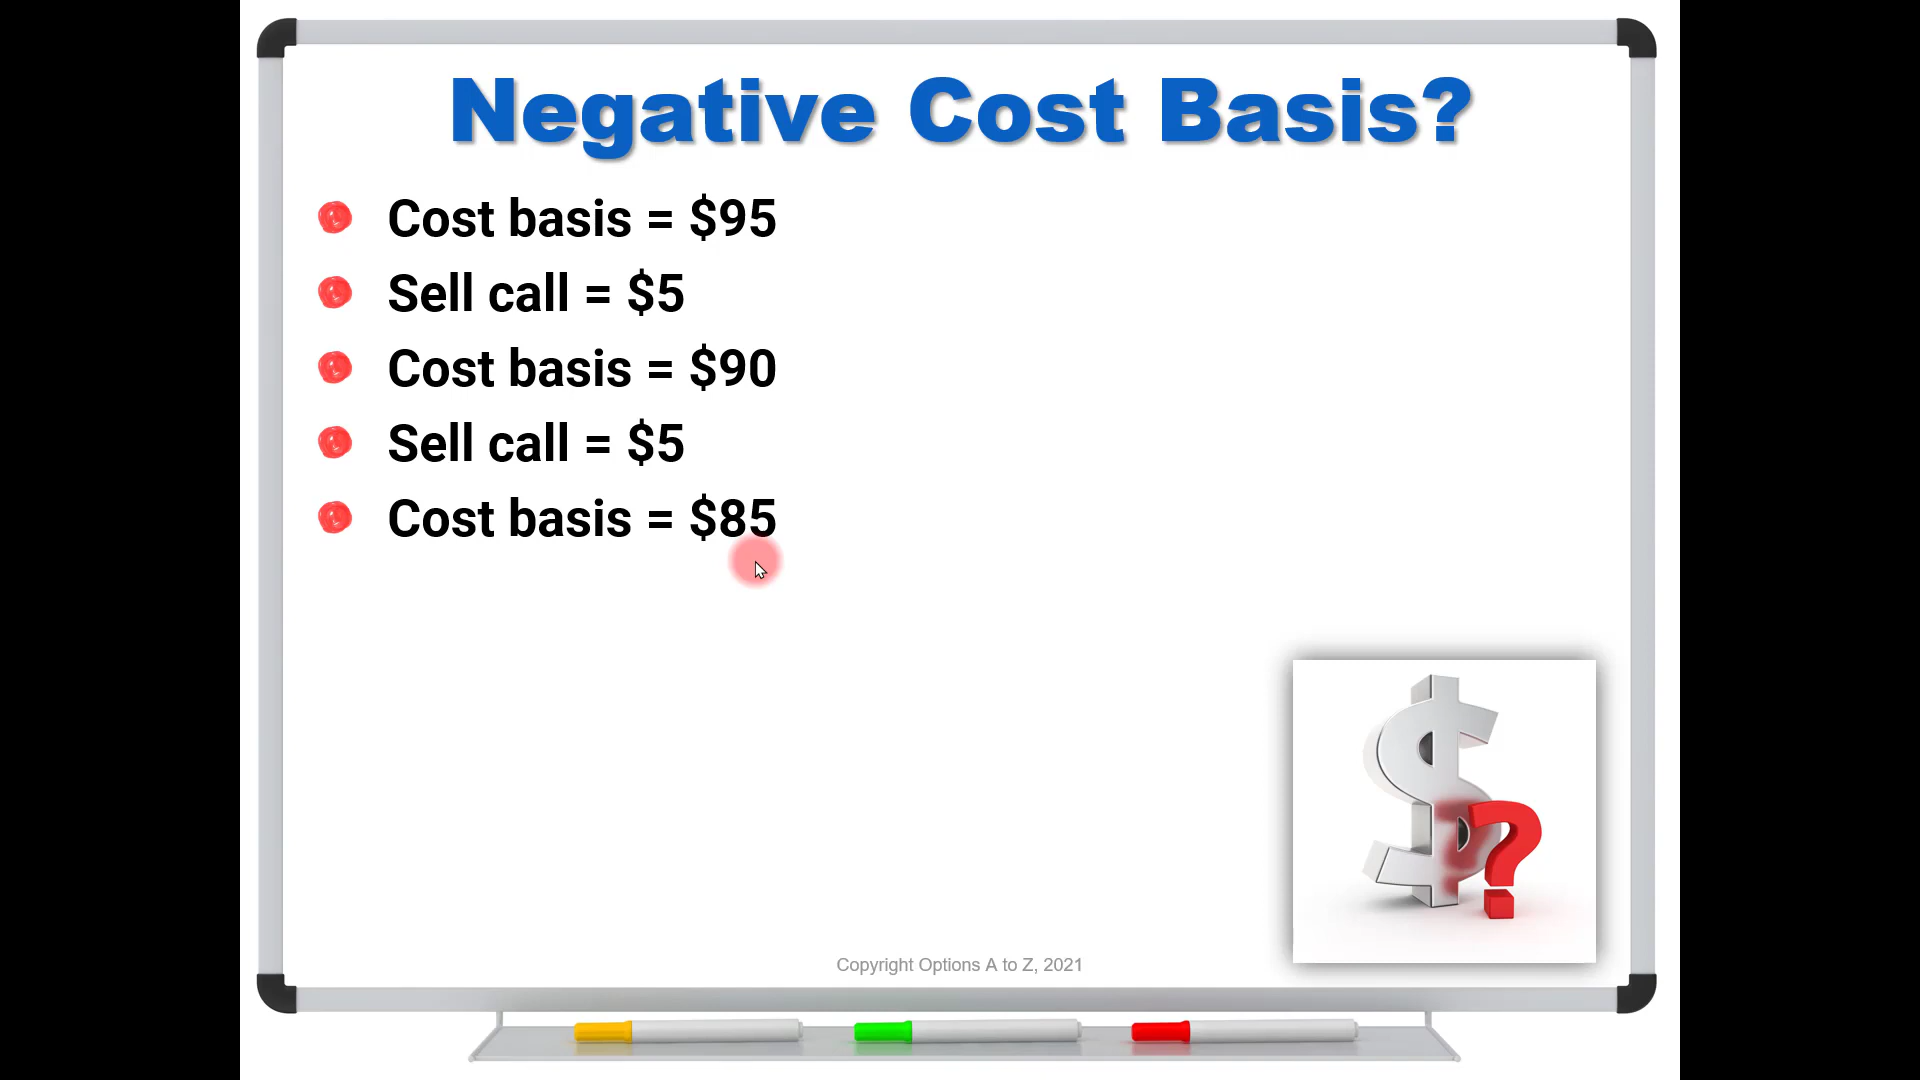 Negative Cost Basis?
Cost basis = $95
Sell call = $5
Cost basis = $90
Sell call = $5
Cost basis = $85
Copyright Options A to Z, 2021